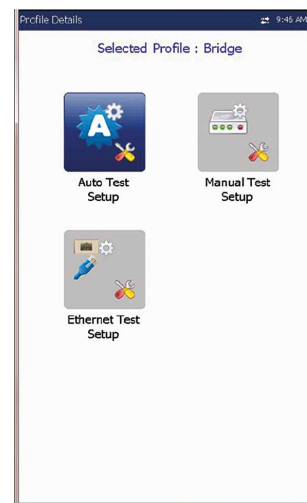 Profile Details 9:46 AM
Selected Profile : Bridge
A
Auto Test
Setup
Manual Test
Setup
Ethernet Test
Setup